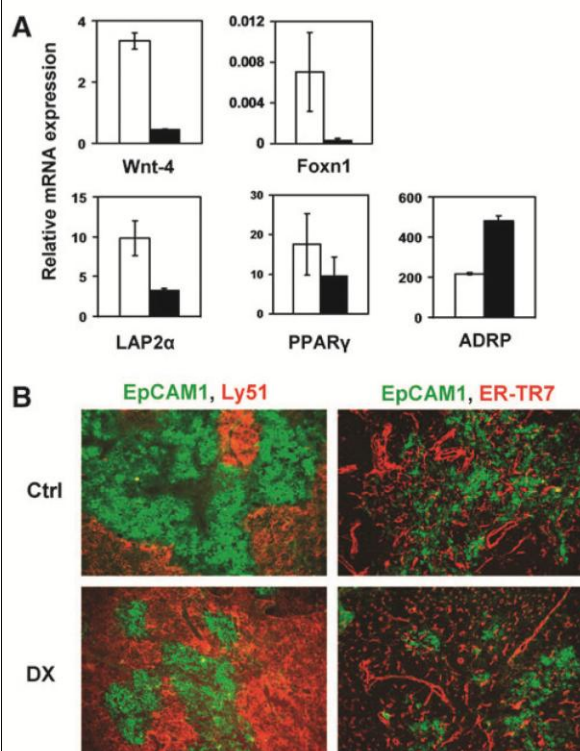 A
Relative mRNA expression
4
2
0
Wnt-4
0.012
0.008
0.004
0
Foxn1
15
10
5
0
LAP2α
30
20
10
0
PPARγ
600
400
200
0
ADRP
B
EpCAM1, Ly51
EpCAM1, ER-TR7
Ctrl
DX